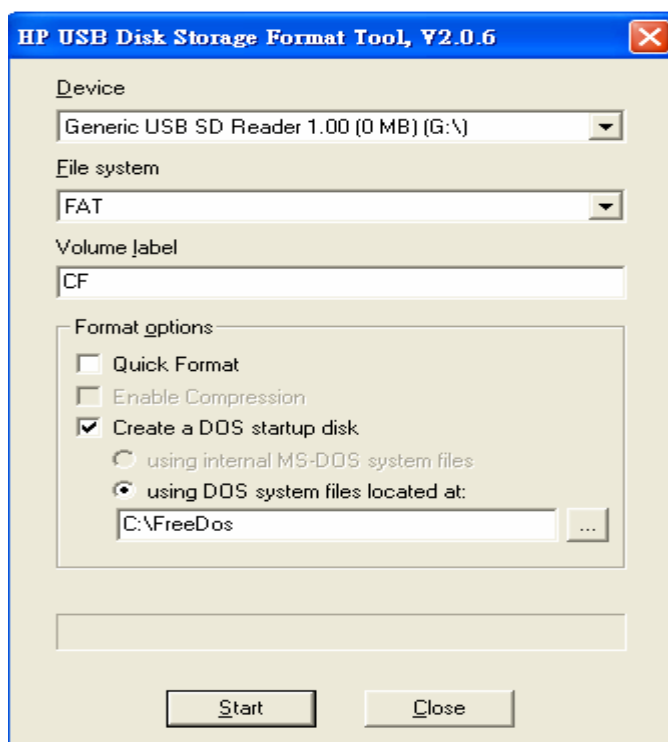 HP USB Disk Storage Format Tool, V2.0.6
Device
Generic USB SD Reader 1.00 (0 MB) (G:\)
File system
FAT
Volume label
CF
Format options
Quick Format
Enable Compression
Create a DOS startup disk
using internal MS-DOS system files
using DOS system files located at:
C:\FreeDos
...
Start
Close